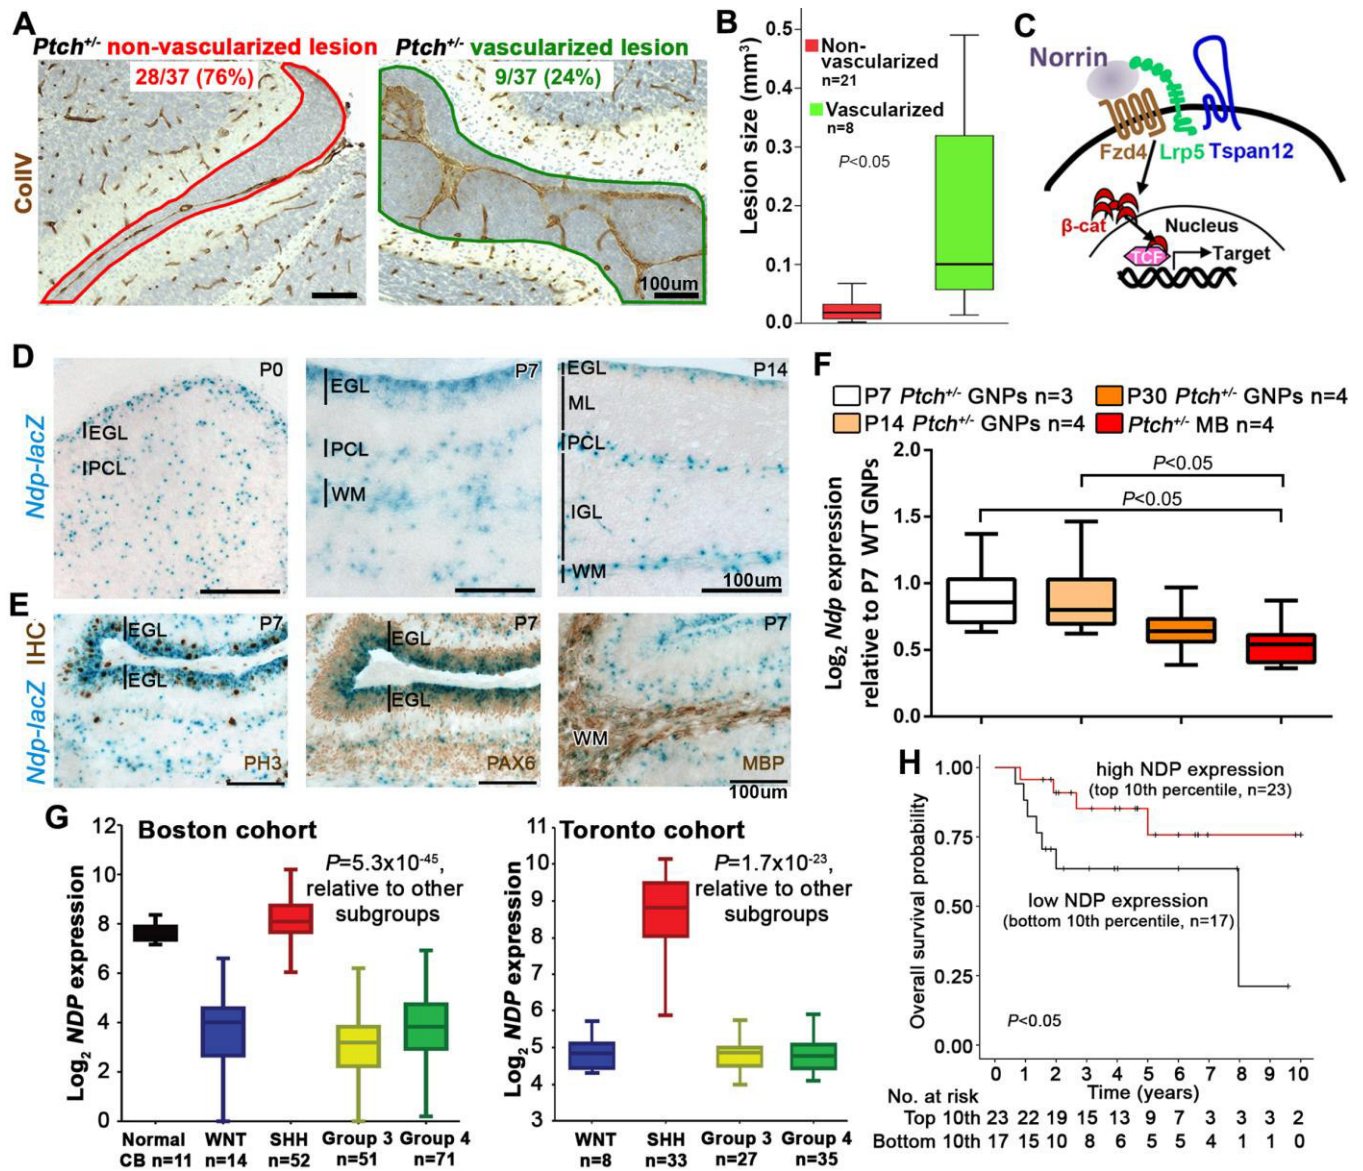 A
Ptch+/- non-vascularized lesion
28/37 (76%)
Ptch+/- vascularized lesion
9/37 (24%)
ColIV
100um
B
Lesion size (mm³)
0.5
0.4
0.3
0.2
0.1
0.0
Non-
vascularized
n=21
Vascularized
n=8
P<0.05
C
Norrin
Fzd4
Lrp5
Tspan12
β-cat
Nucleus
TCF
Target
D
Ndp-lacZ
P0
EGL
PCL
P7
EGL
PCL
WM
P14
EGL
ML
PCL
IGL
WM
100um
E
Ndp-lacZ IHC
P7
EGL
EGL
PH3
P7
EGL
EGL
PAX6
P7
WM
MBP
100um
F
P7 Ptch+/- GNPs n=3
P14 Ptch+/- GNPs n=4
P30 Ptch+/- GNPs n=4
Ptch+/- MB n=4
Log₂ Ndp expression
relative to P7 WT GNPs
2.0
1.5
1.0
0.5
0.0
P<0.05
P<0.05
G
Boston cohort
P=5.3x10⁻⁴⁵,
relative to other
subgroups
Log₂ NDP expression
12
10
8
6
4
2
0
Normal
CB n=11
WNT
n=14
SHH
n=52
Group 3
n=51
Group 4
n=71
Toronto cohort
P=1.7x10⁻²³,
relative to other
subgroups
Log₂ NDP expression
11
10
9
8
7
6
5
4
3
WNT
n=8
SHH
n=33
Group 3
n=27
Group 4
n=35
H
Overall survival probability
1.00
0.75
0.50
0.25
0.00
high NDP expression
(top 10th percentile, n=23)
low NDP expression
(bottom 10th percentile, n=17)
P<0.05
0 1 2 3 4 5 6 7 8 9 10
Time (years)
No. at risk
Top 10th 23 22 19 15 13 9 7 3 3 3 2
Bottom 10th 17 15 10 8 6 5 5 4 1 1 0